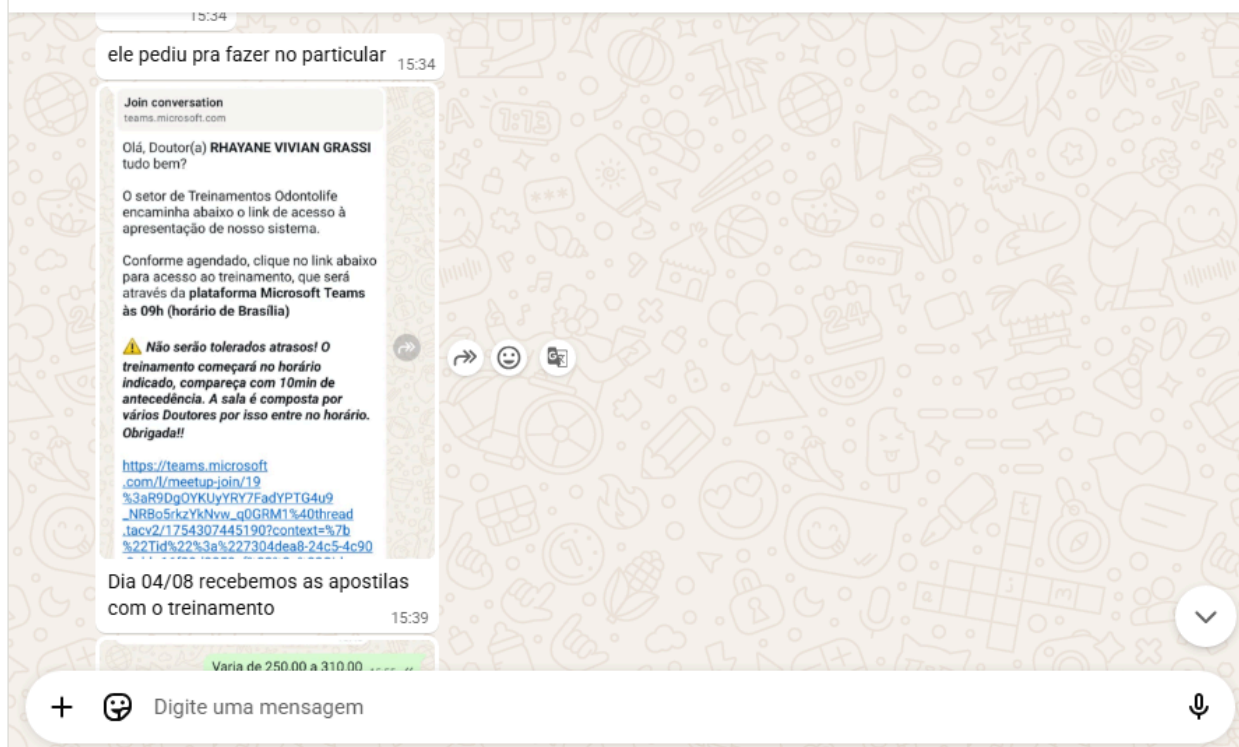 15:34
ele pediu pra fazer no particular 15:34
Join conversation
teams.microsoft.com
Olá, Doutor(a) RHAYANE VIVIAN GRASSI
tudo bem?
O setor de Treinamentos Odontolife
encaminha abaixo o link de acesso à
apresentação de nosso sistema.
Conforme agendado, clique no link abaixo
para acesso ao treinamento, que será
através da plataforma Microsoft Teams
às 09h (horário de Brasília)
⚠️ Não serão tolerados atrasos! O
treinamento começará no horário
indicado, compareça com 10min de
antecedência. A sala é composta por
vários Doutores por isso entre no horário.
Obrigada!!
https://teams.microsoft
.com/l/meetup-join/19
%3aR9DgOYKUyYRY7FadYPTG4u9
_NRBo5rkzYkNvw_q0GRM1%40thread
.tacv2/1754307445190?context=%7b
%22Tid%22%3a%227304dea8-24c5-4c90
Dia 04/08 recebemos as apostilas
com o treinamento 15:39
Varia de 250,00 a 310,00
Digite uma mensagem